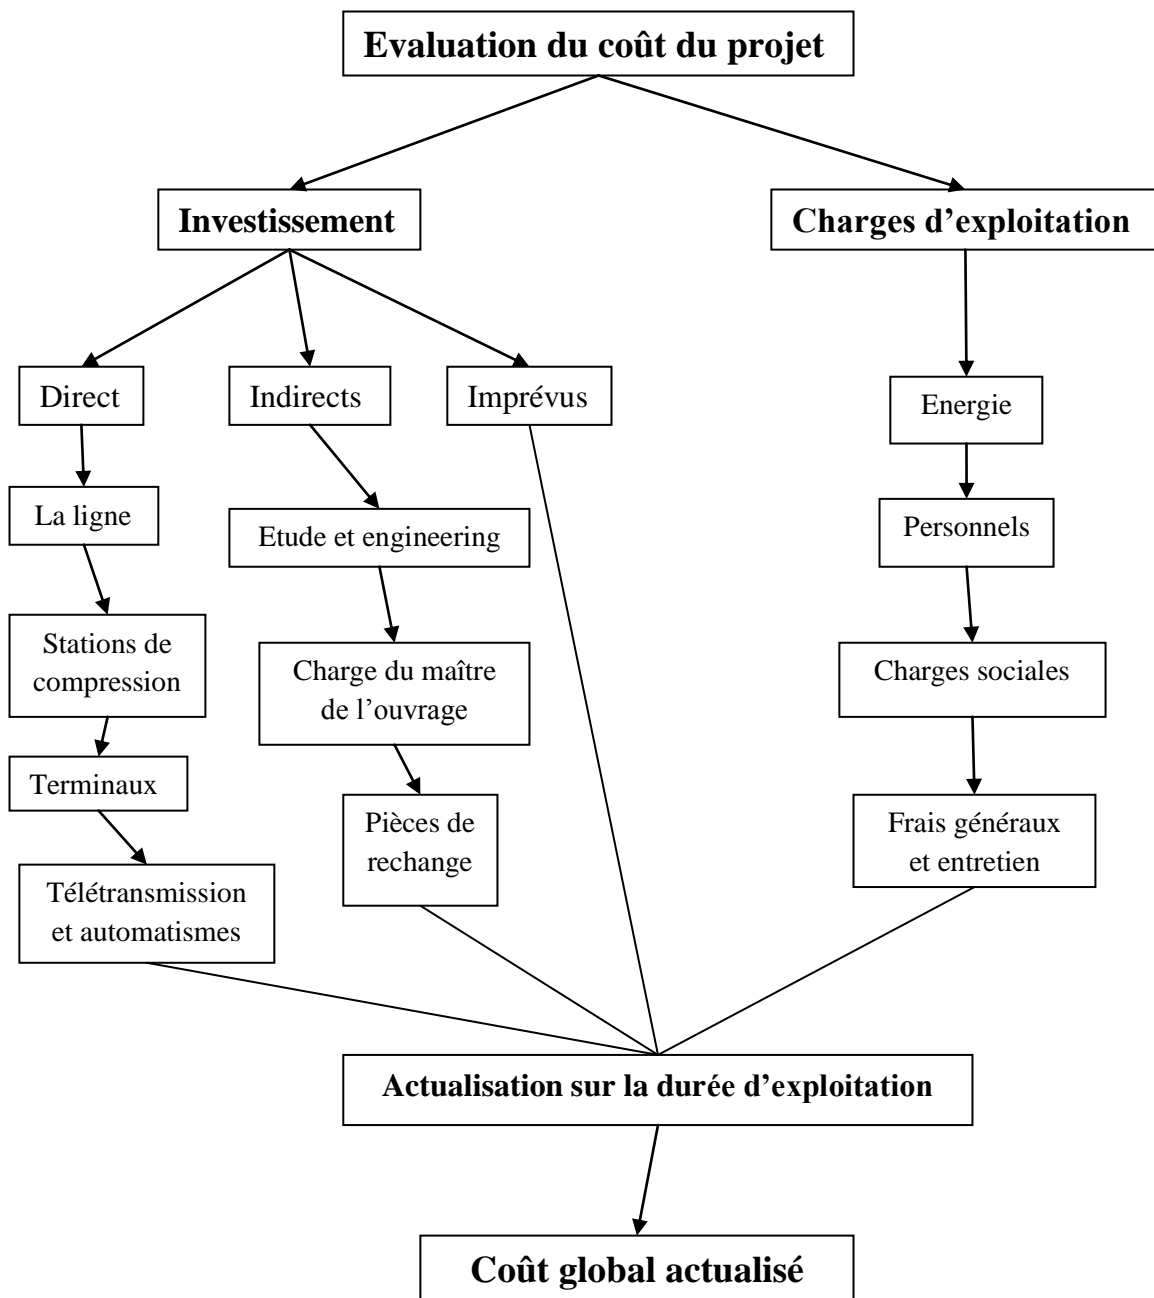 Evaluation du coût du projet
Investissement
Charges d’exploitation
Direct
Indirects
Imprévus
Energie
La ligne
Etude et engineering
Personnels
Stations de
compression
Charge du maître
de l’ouvrage
Charges sociales
Terminaux
Pièces de
rechange
Frais généraux
et entretien
Télétransmission
et automatismes
Actualisation sur la durée d’exploitation
Coût global actualisé